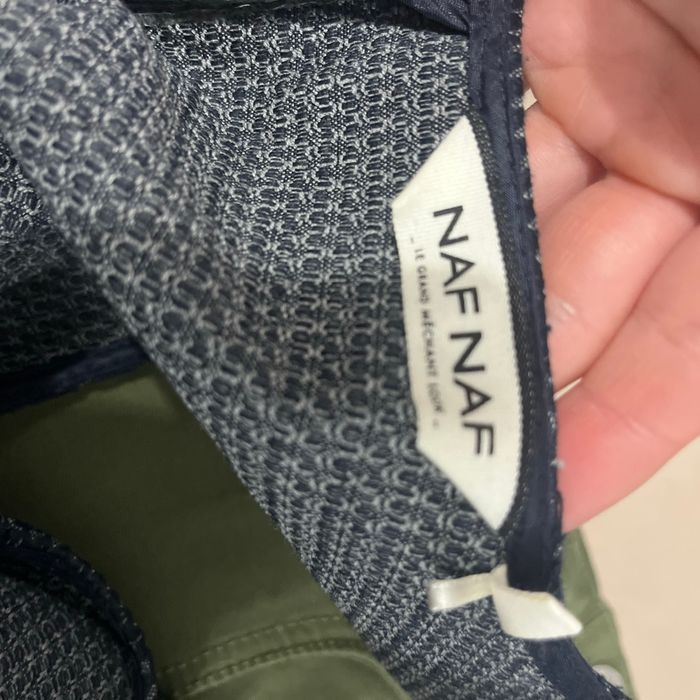 NAF NAF
– LE GRAND MÉCHANT LOUP –